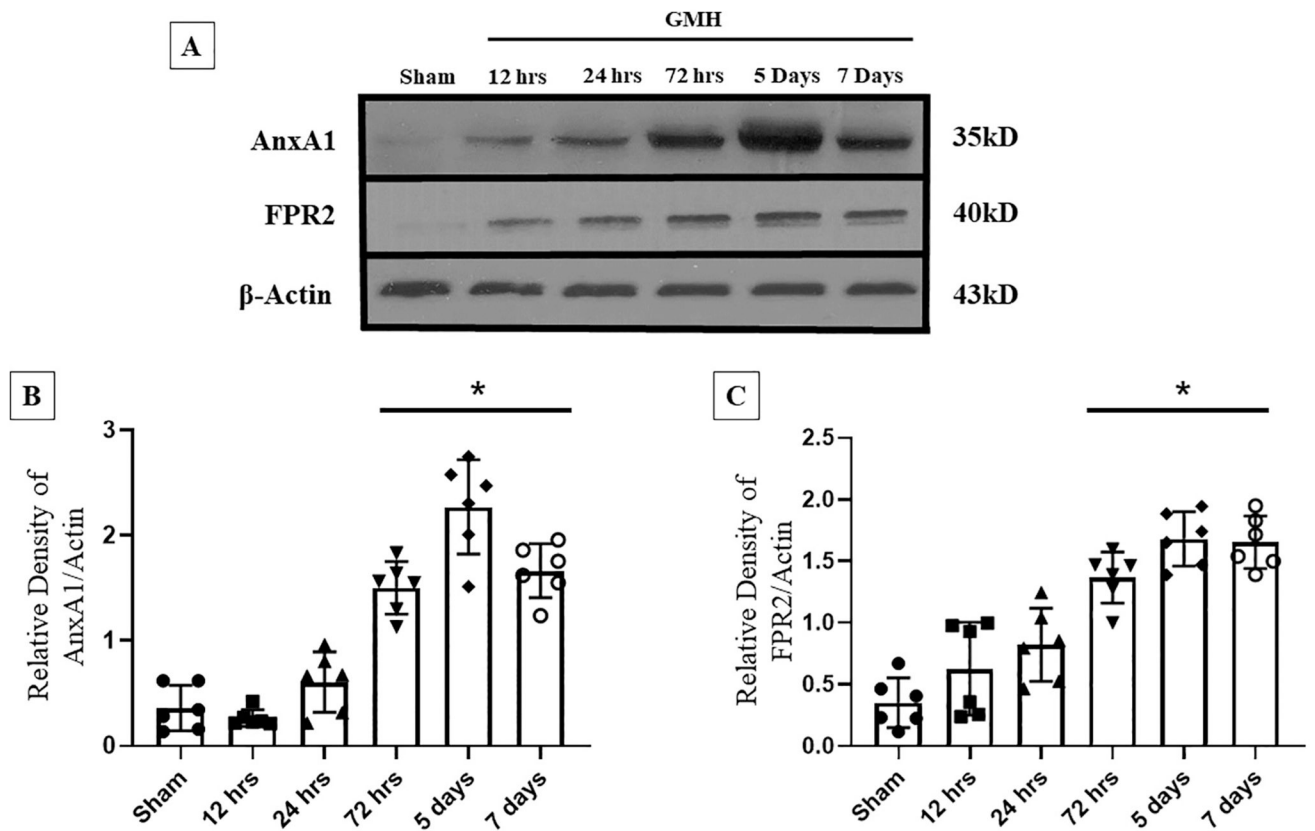 A
GMH
Sham 12 hrs 24 hrs 72 hrs 5 Days 7 Days
AnxA1 35kD
FPR2 40kD
β-Actin 43kD
B
*
Relative Density of
AnxA1/Actin
3
2
1
0
Sham 12 hrs 24 hrs 72 hrs 5 days 7 days
C
*
Relative Density of
FPR2/Actin
2.5
2.0
1.5
1.0
0.5
0.0
Sham 12 hrs 24 hrs 72 hrs 5 days 7 days